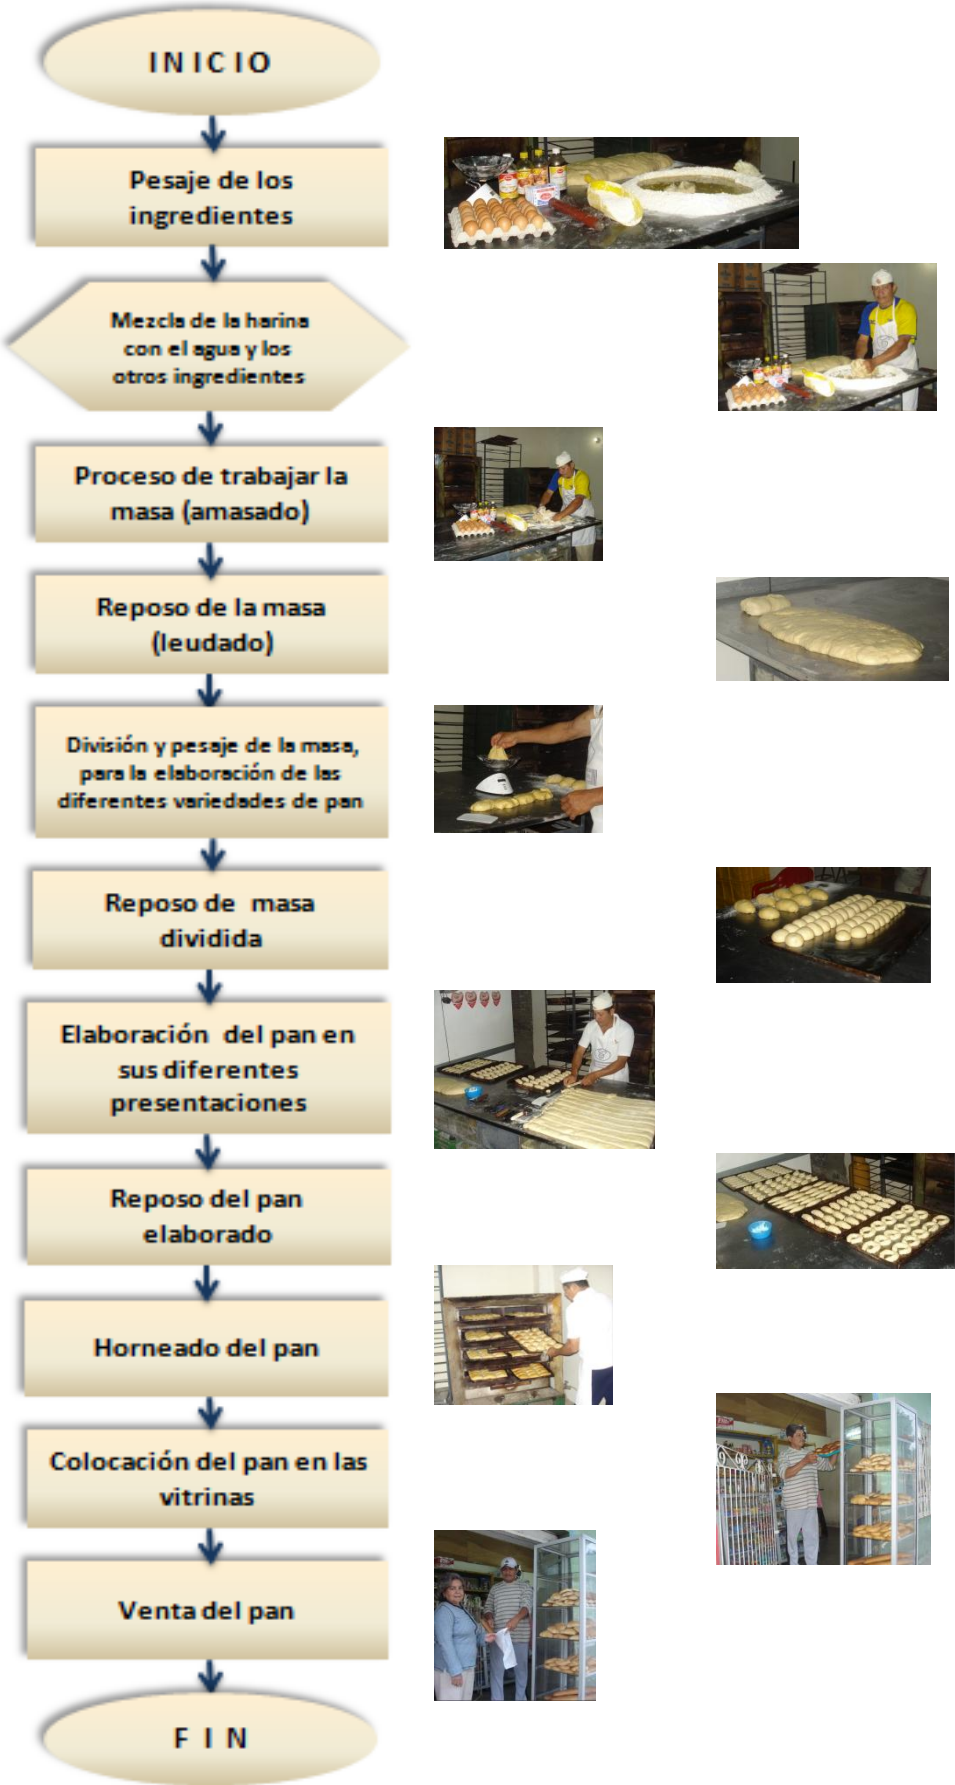 INICIO
Pesaje de los
ingredientes
Mezcla de la harina
con el agua y los
otros ingredientes
Proceso de trabajar la
masa (amasado)
Reposo de la masa
(leudado)
División y pesaje de la masa,
para la elaboración de las
diferentes variedades de pan
Reposo de masa
dividida
Elaboración del pan en
sus diferentes
presentaciones
Reposo del pan
elaborado
Horneado del pan
Colocación del pan en las
vitrinas
Venta del pan
FIN